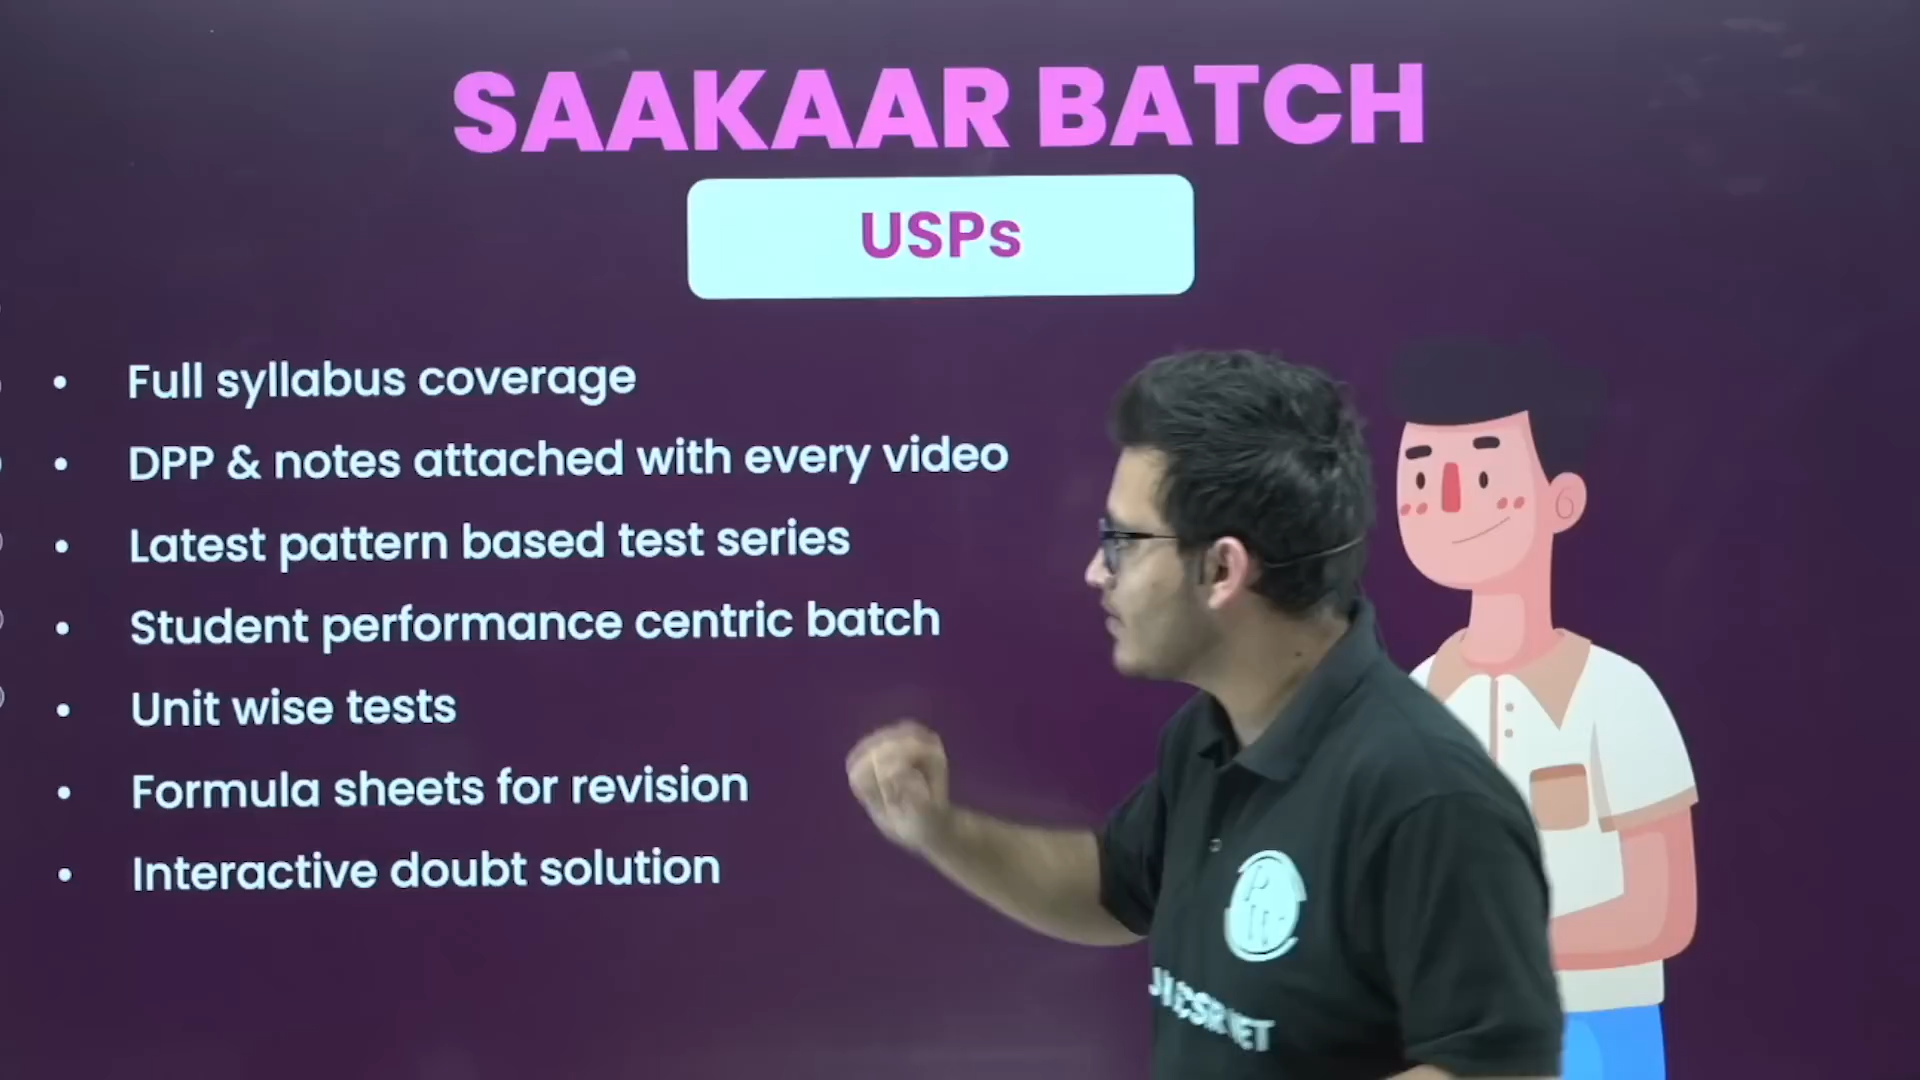 SAAKAAR BATCH
USPs
• Full syllabus coverage
• DPP & notes attached with every video
• Latest pattern based test series
• Student performance centric batch
• Unit wise tests
• Formula sheets for revision
• Interactive doubt solution
PW